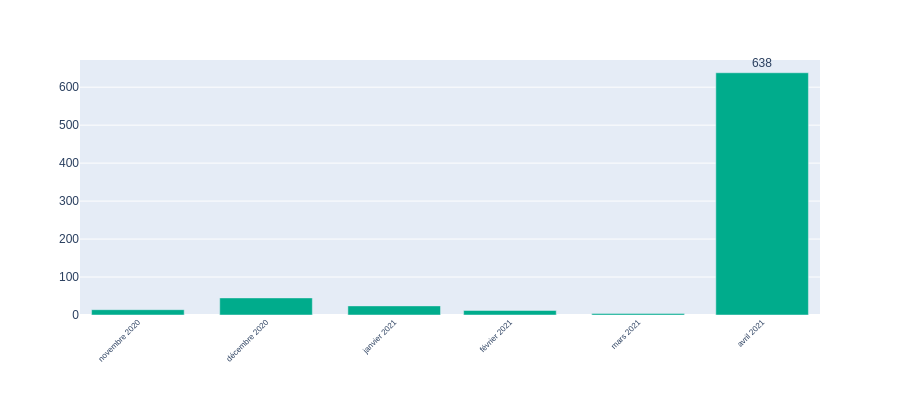 638
600
500
400
300
200
100
0
novembre 2020
décembre 2020
janvier 2021
février 2021
mars 2021
avril 2021